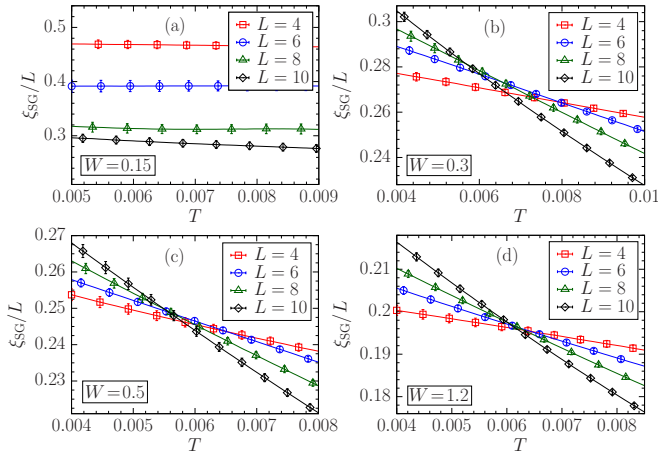 (a)
L = 4
L = 6
L = 8
L = 10
0.5
0.4
0.3
ξSG/L
W = 0.15
0.005 0.006 0.007 0.008 0.009
T
(b)
L = 4
L = 6
L = 8
L = 10
0.3
0.28
0.26
0.24
ξSG/L
W = 0.3
0.004 0.006 0.008 0.01
T
(c)
L = 4
L = 6
L = 8
L = 10
0.27
0.26
0.25
0.24
0.23
ξSG/L
W = 0.5
0.004 0.005 0.006 0.007 0.008
T
(d)
L = 4
L = 6
L = 8
L = 10
0.21
0.2
0.19
0.18
ξSG/L
W = 1.2
0.004 0.005 0.006 0.007 0.008
T